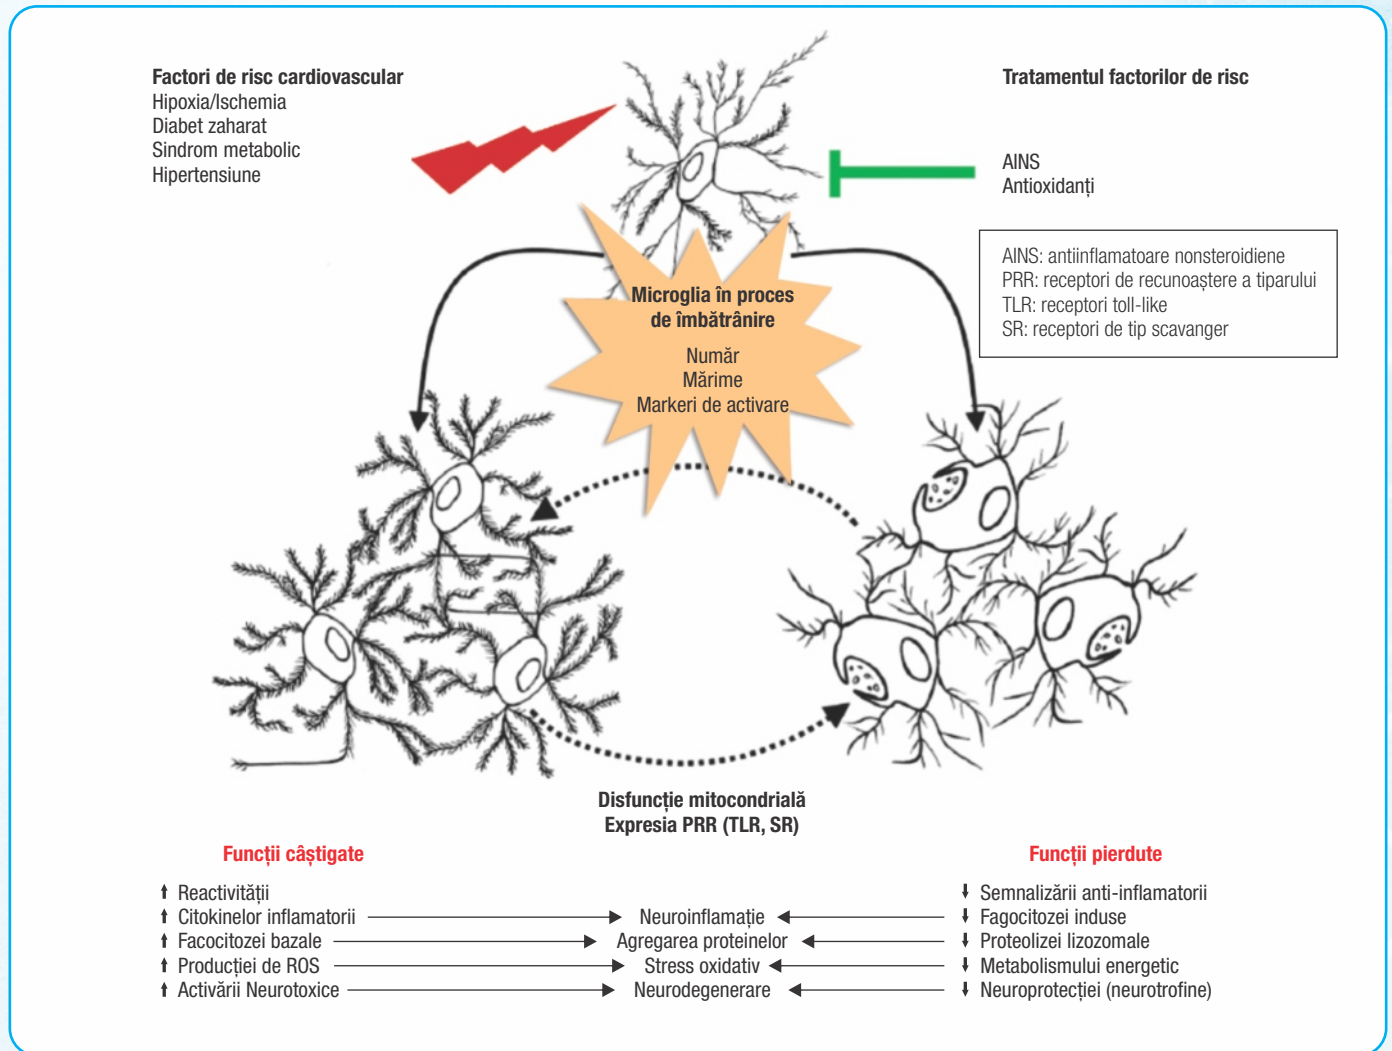 Factori de risc cardiovascular
Hipoxia/Ischemia
Diabet zaharat
Sindrom metabolic
Hipertensiune
Tratamentul factorilor de risc
AINS
Antioxidanți
AINS: antiinflamatoare nonsteroidiene
PRR: receptori de recunoaștere a tiparului
TLR: receptori toll-like
SR: receptori de tip scavanger
Microglia în proces
de îmbătrânire
Număr
Mărime
Markeri de activare
Disfuncție mitocondrială
Expresia PRR (TLR, SR)
Funcții câștigate
Funcții pierdute
⬆ Reactivității
⬇ Semnalizării anti-inflamatorii
⬆ Citokinelor inflamatorii
Neuroinflamație
⬇ Fagocitozei induse
⬆ Facocitozei bazale
Agregarea proteinelor
⬇ Proteolizei lizozomale
⬆ Producției de ROS
Stress oxidativ
⬇ Metabolismului energetic
⬆ Activării Neurotoxice
Neurodegenerare
⬇ Neuroprotecției (neurotrofine)